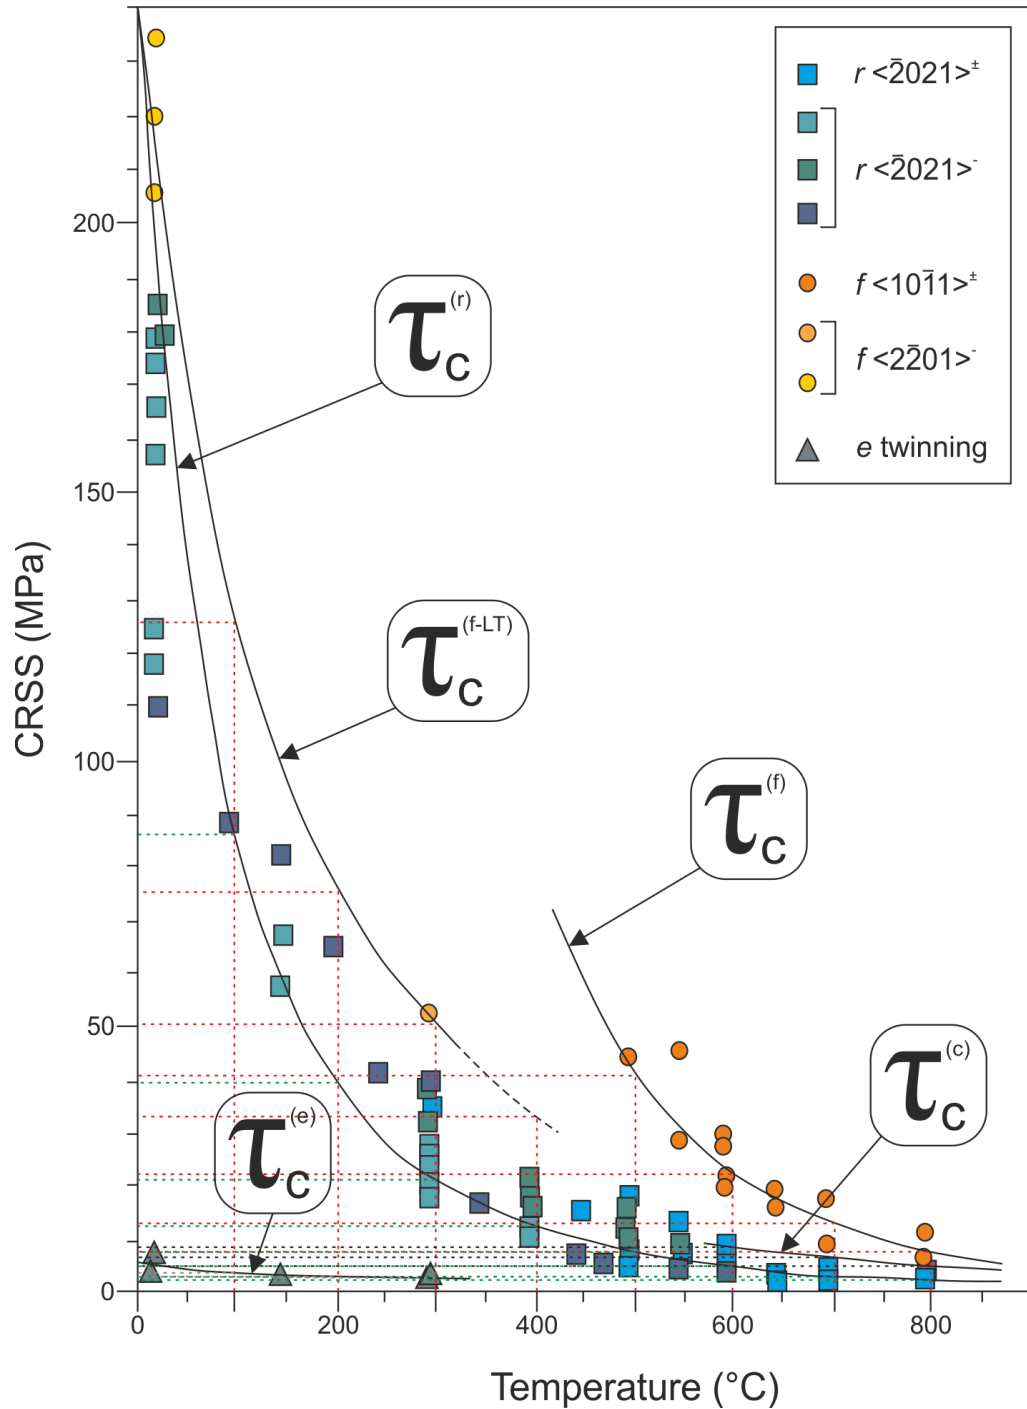 r <2̄021>±
r <2̄021>-
f <101̄1>±
f <22̄01>-
e twinning
τc(r)
τc(f-LT)
τc(f)
τc(c)
τc(e)
CRSS (MPa)
200
150
100
50
0
0 200 400 600 800
Temperature (°C)